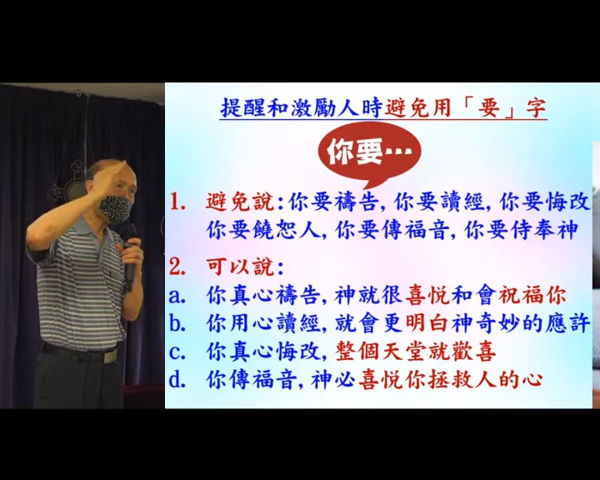 提醒和激勵人時避免用「要」字
你要…
1. 避免說:你要禱告,你要讀經,你要悔改
你要饒恕人,你要傳福音,你要侍奉神
2. 可以說:
a. 你真心禱告,神就很喜悅和會祝福你
b. 你用心讀經,就會更明白神奇妙的應許
c. 你真心悔改,整個天堂就歡喜
d. 你傳福音,神必喜悅你拯救人的心